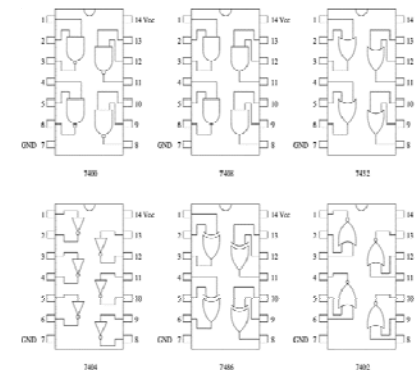 1 14 Vcc 1 14 Vcc 1 14
2 13 2 13 2 13
3 12 3 12 3 12
4 11 4 11 4 11
5 10 5 10 5 10
6 9 6 9 6 9
GND 7 8 GND 7 8 GND 7 8
7400 7408 7432
1 14 Vcc 1 14 Vcc 1 14
2 13 2 13 2 13
3 12 3 12 3 12
4 11 4 11 4 11
5 10 5 10 5 10
6 9 6 9 6 9
GND 7 8 GND 7 8 GND 7 8
7404 7486 7402